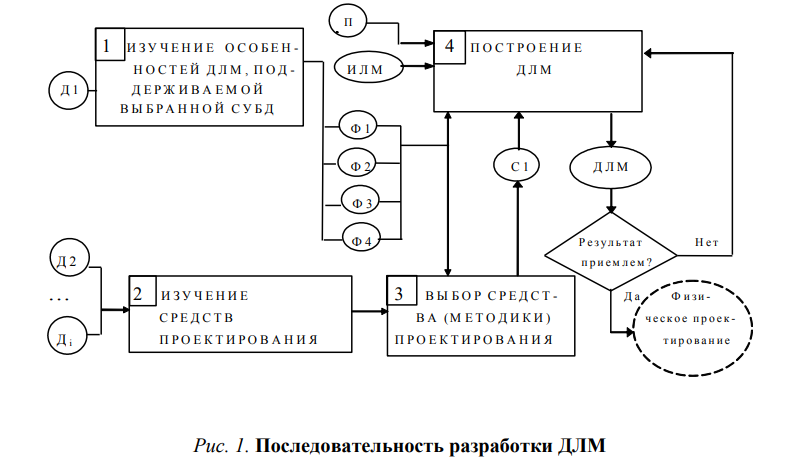 П
1
ИЗУЧЕНИЕ ОСОБЕН-
НОСТЕЙ ДЛМ, ПОД-
ДЕРЖИВАЕМОЙ
ВЫБРАННОЙ СУБД
4
ПОСТРОЕНИЕ
ДЛМ
ИЛМ
Д1
Ф1
Ф2
Ф3
Ф4
С1
ДЛМ
Результат
приемлем?
Нет
Да
Д2
...
Дi
2
ИЗУЧЕНИЕ
СРЕДСТВ
ПРОЕКТИРОВАНИЯ
3
ВЫБОР СРЕДСТ-
ВА (МЕТОДИКИ)
ПРОЕКТИРОВАНИЯ
Физи-
ческое проек-
тирование
Рис. 1. Последовательность разработки ДЛМ